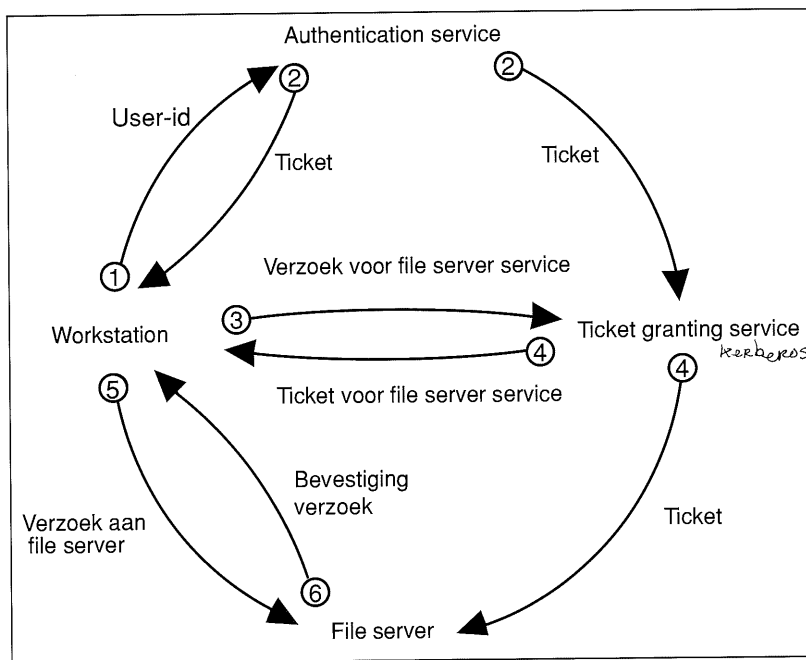 Authentication service
2
2
User-id
Ticket
Ticket
1
Verzoek voor file server service
3
Workstation
Ticket granting service
kerberos
4
4
5
Ticket voor file server service
Bevestiging
verzoek
Verzoek aan
file server
Ticket
6
File server